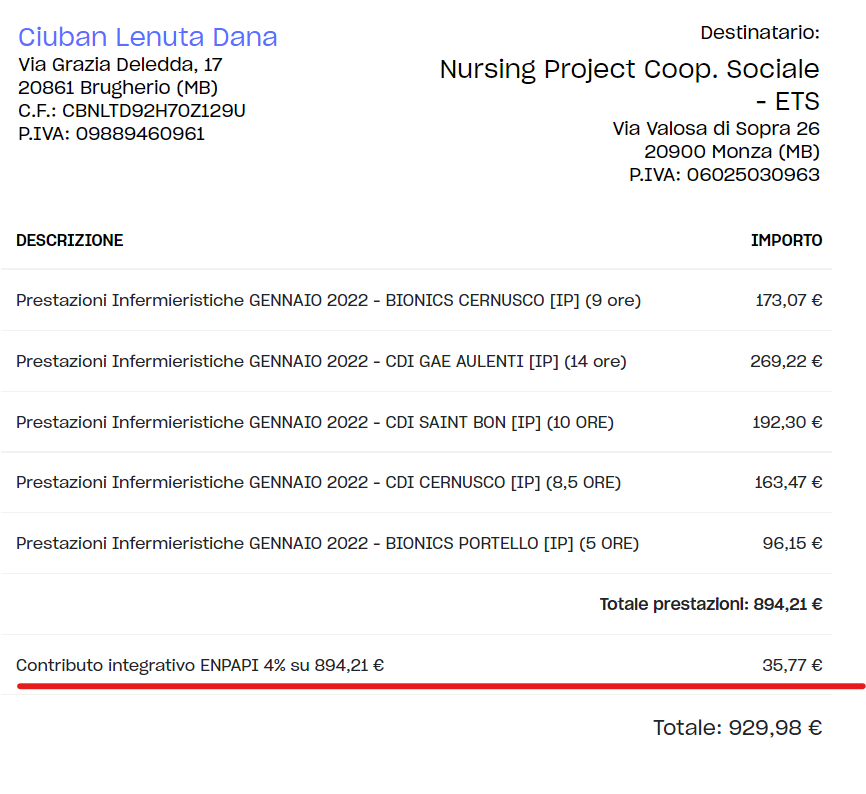 Ciuban Lenuta Dana
Via Grazia Deledda, 17
20861 Brugherio (MB)
C.F.: CBNLTD92H70Z129U
P.IVA: 09889460961
Destinatario:
Nursing Project Coop. Sociale
- ETS
Via Valosa di Sopra 26
20900 Monza (MB)
P.IVA: 06025030963
DESCRIZIONE IMPORTO
Prestazioni Infermieristiche GENNAIO 2022 - BIONICS CERNUSCO [IP] (9 ore) 173,07 €
Prestazioni Infermieristiche GENNAIO 2022 - CDI GAE AULENTI [IP] (14 ore) 269,22 €
Prestazioni Infermieristiche GENNAIO 2022 - CDI SAINT BON [IP] (10 ORE) 192,30 €
Prestazioni Infermieristiche GENNAIO 2022 - CDI CERNUSCO [IP] (8,5 ORE) 163,47 €
Prestazioni Infermieristiche GENNAIO 2022 - BIONICS PORTELLO [IP] (5 ORE) 96,15 €
Totale prestazioni: 894,21 €
Contributo integrativo ENPAPI 4% su 894,21 € 35,77 €
Totale: 929,98 €